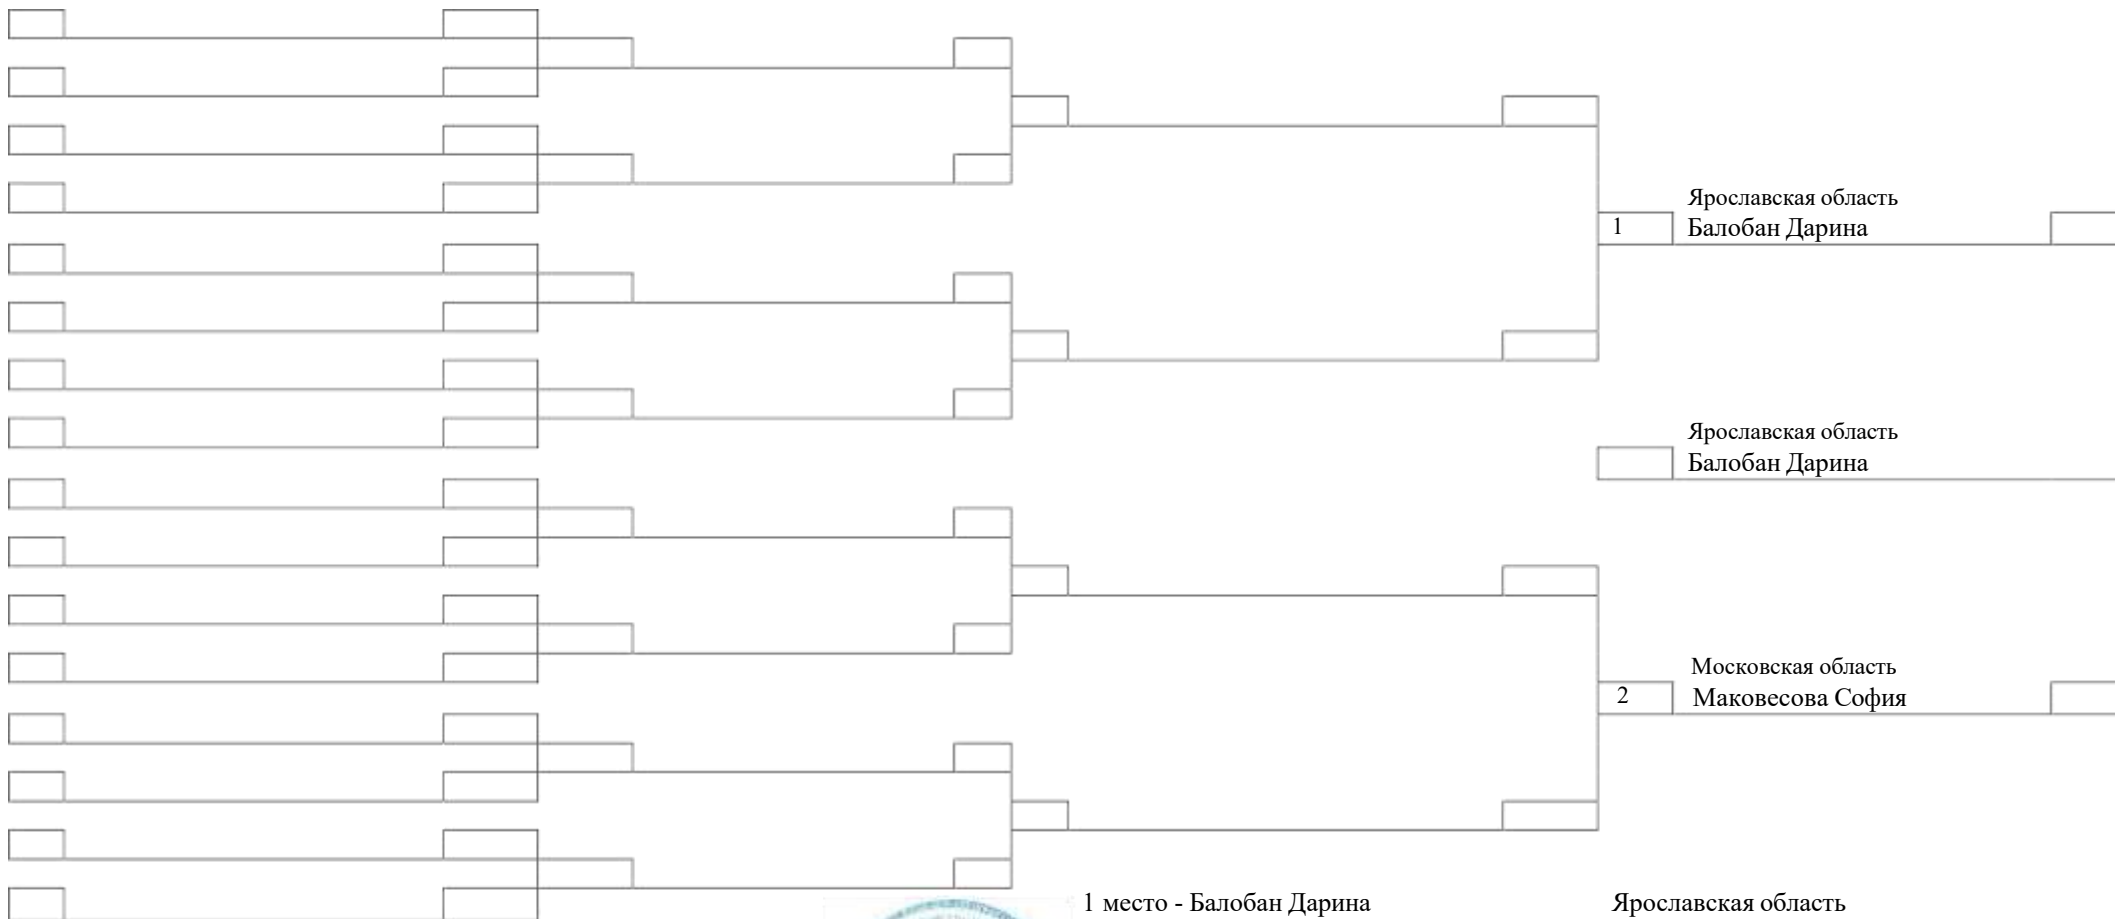 Ярославская область
1 Балобан Дарина
Ярославская область
Балобан Дарина
Московская область
2 Маковесова София
1 место - Балобан Дарина Ярославская область